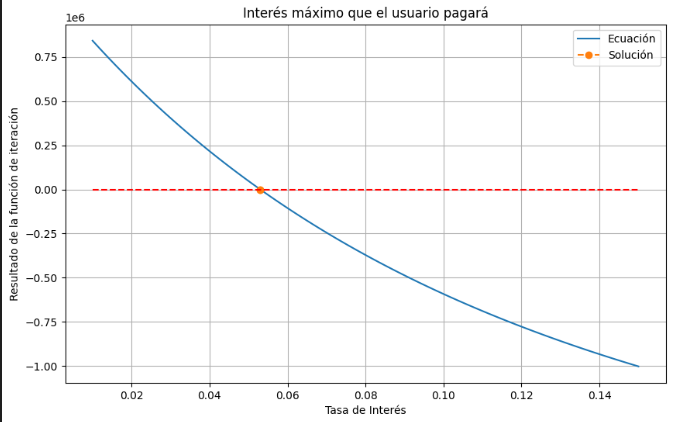 Interés máximo que el usuario pagará
1e6
Ecuación
Solución
0.75
0.50
0.25
0.00
−0.25
−0.50
−0.75
−1.00
Resultado de la función de iteración
0.02 0.04 0.06 0.08 0.10 0.12 0.14
Tasa de Interés